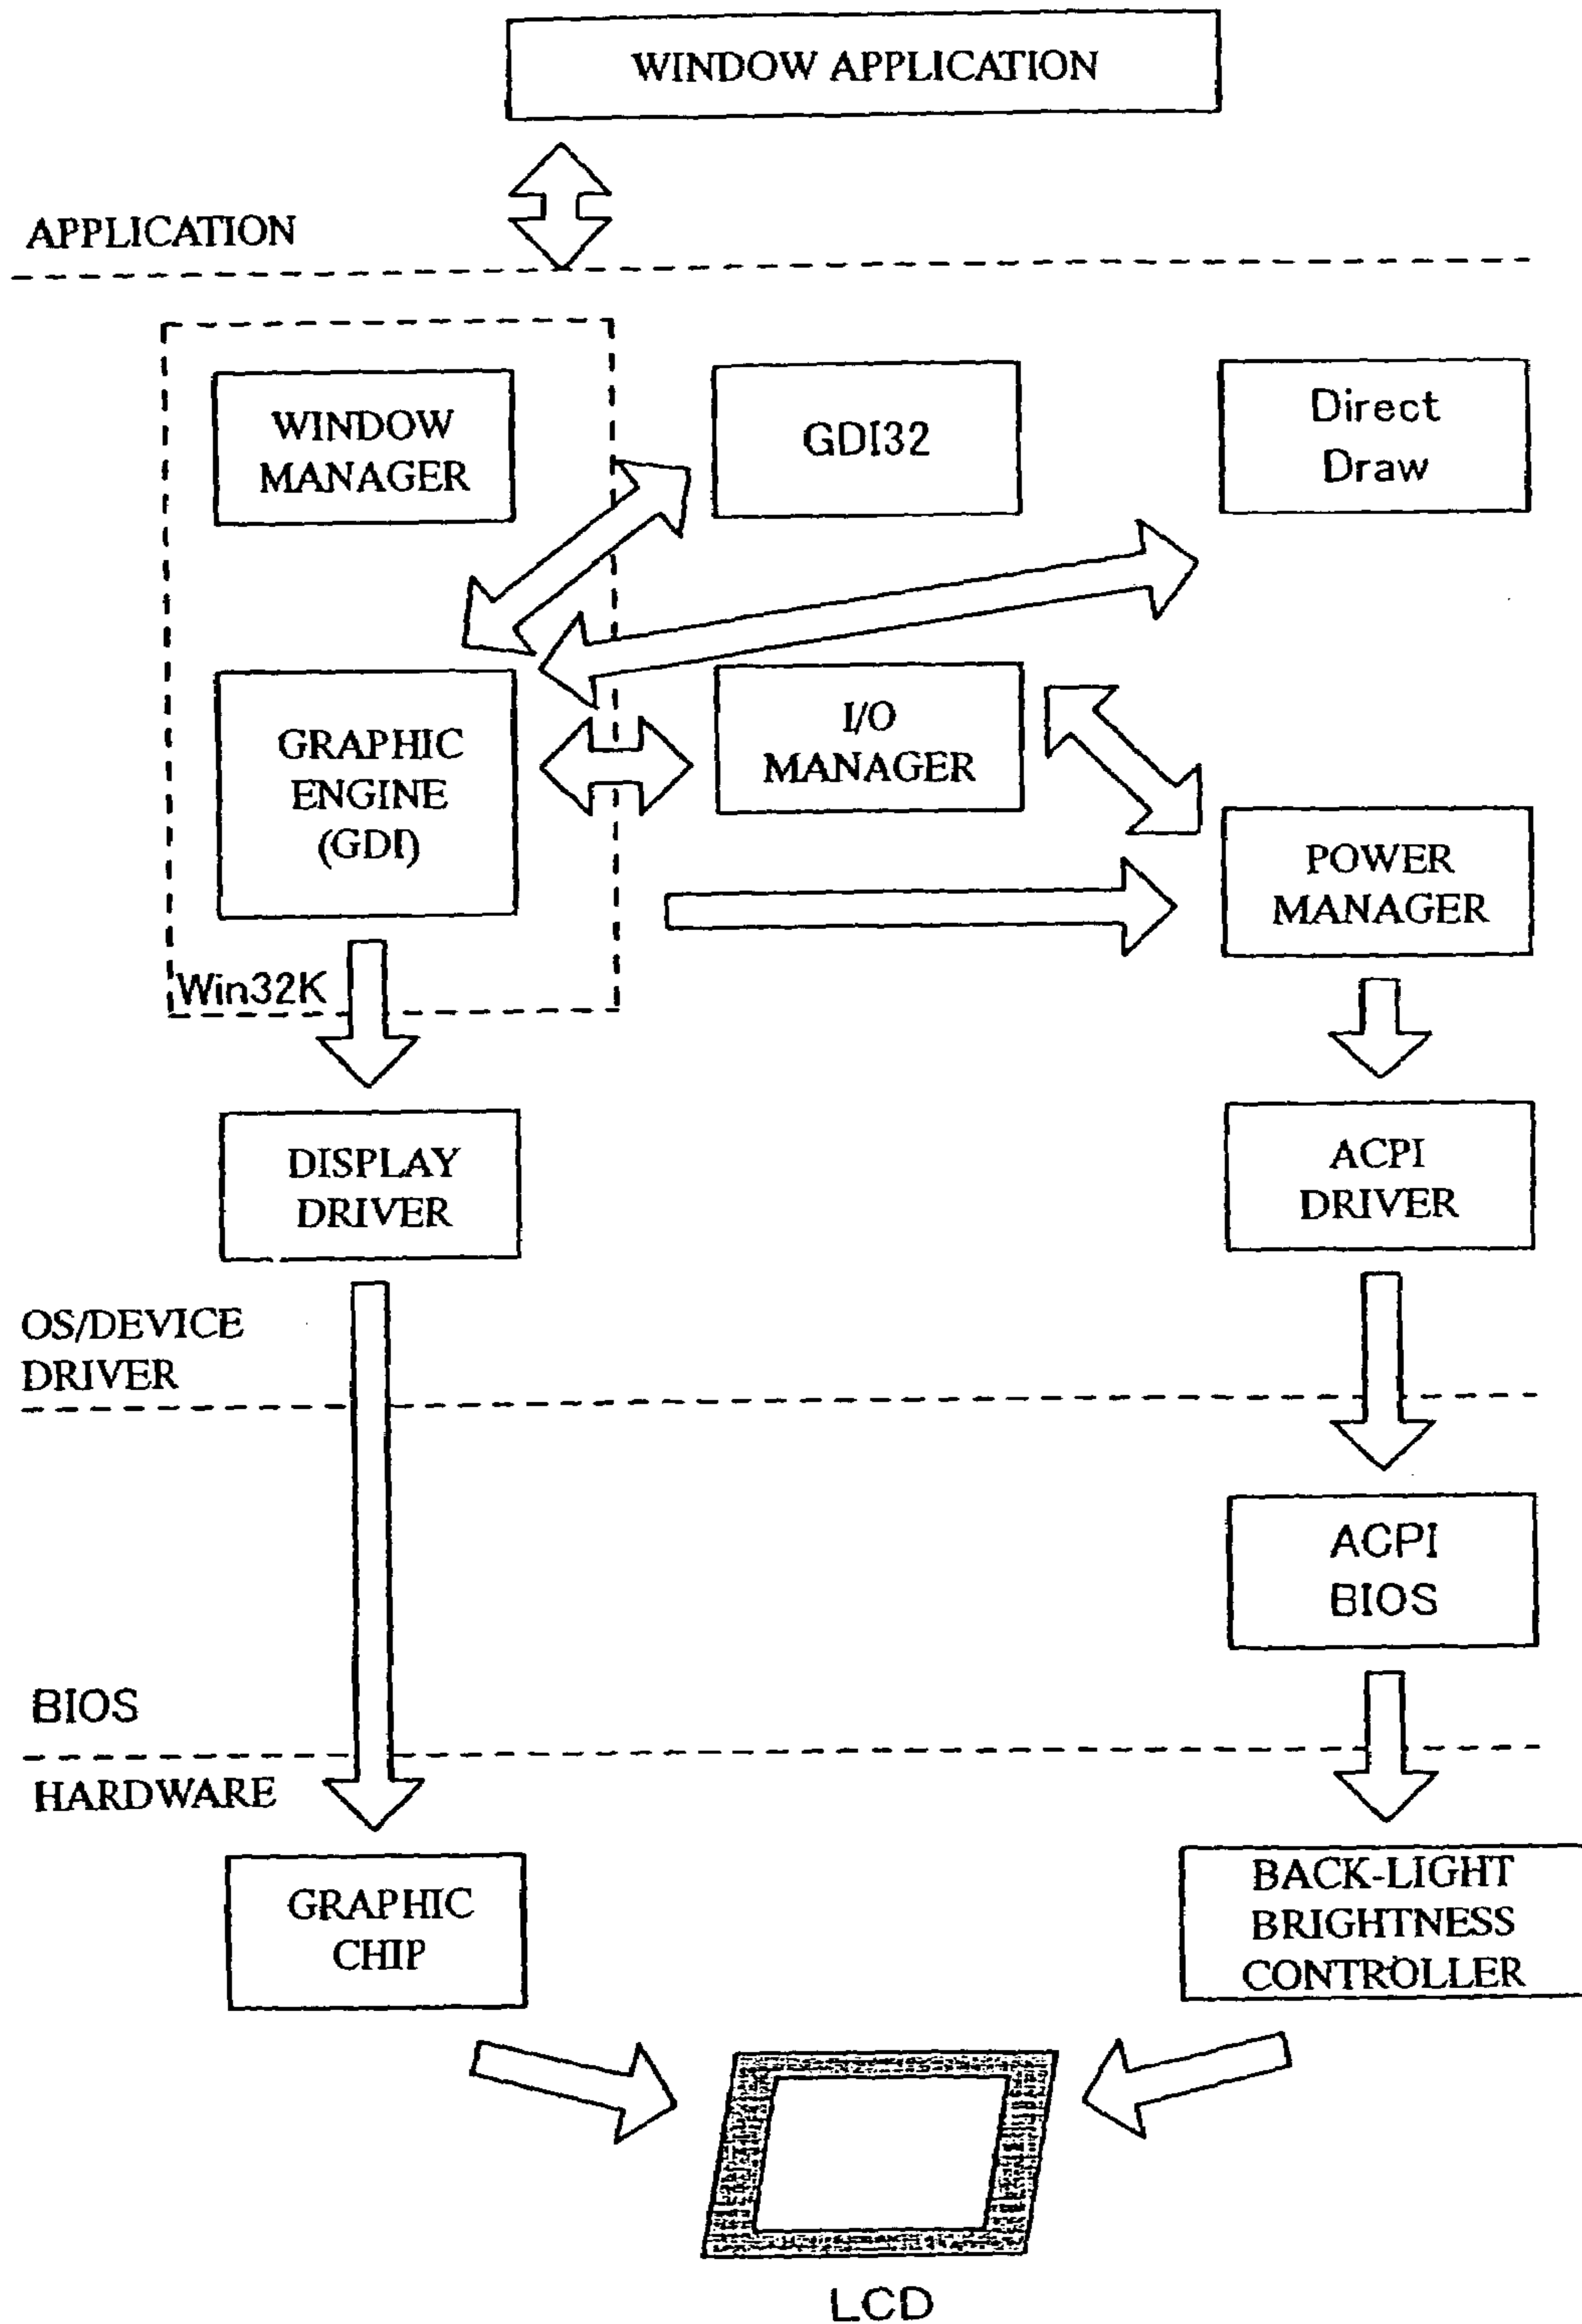 WINDOW APPLICATION
APPLICATION
WINDOW
MANAGER
GDI32
Direct
Draw
GRAPHIC
ENGINE
(GDI)
I/O
MANAGER
POWER
MANAGER
Win32K
DISPLAY
DRIVER
ACPI
DRIVER
OS/DEVICE
DRIVER
ACPI
BIOS
BIOS
HARDWARE
GRAPHIC
CHIP
BACK-LIGHT
BRIGHTNESS
CONTROLLER
LCD